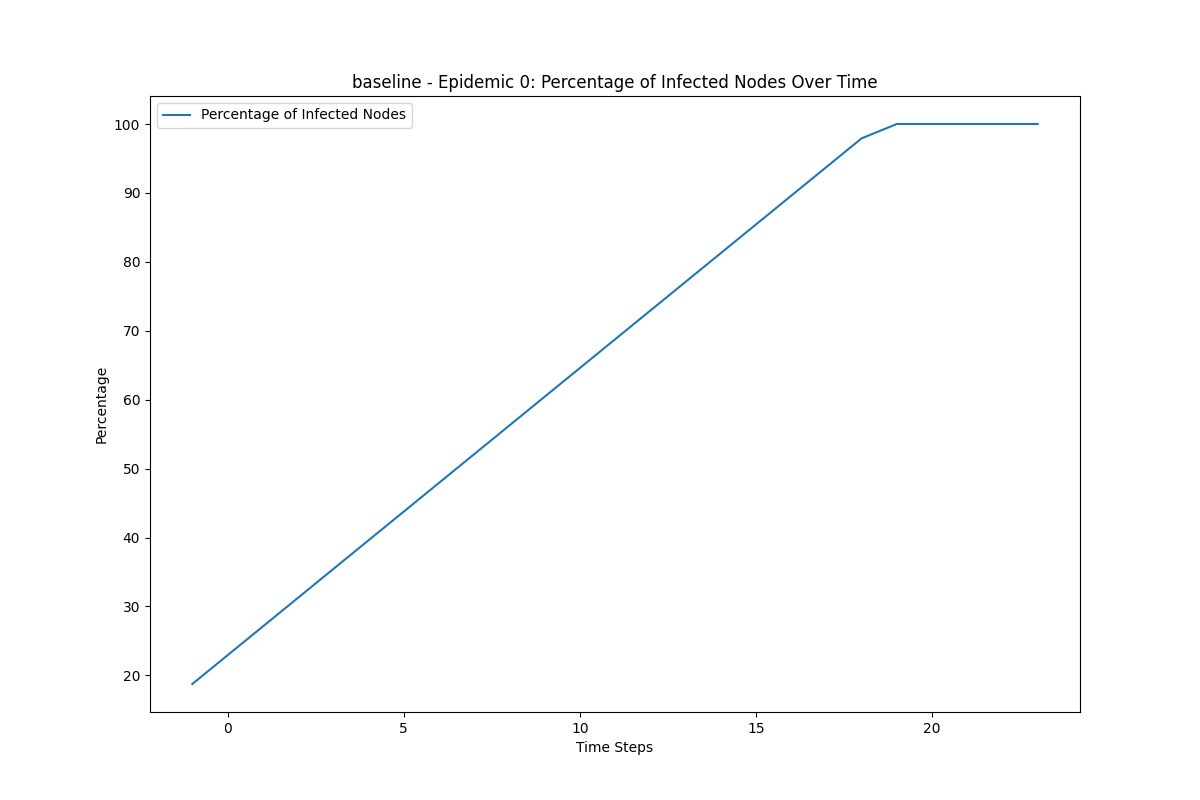 baseline - Epidemic 0: Percentage of Infected Nodes Over Time
Percentage of Infected Nodes
100
90
80
70
60
50
40
30
20
Percentage
0 5 10 15 20
Time Steps